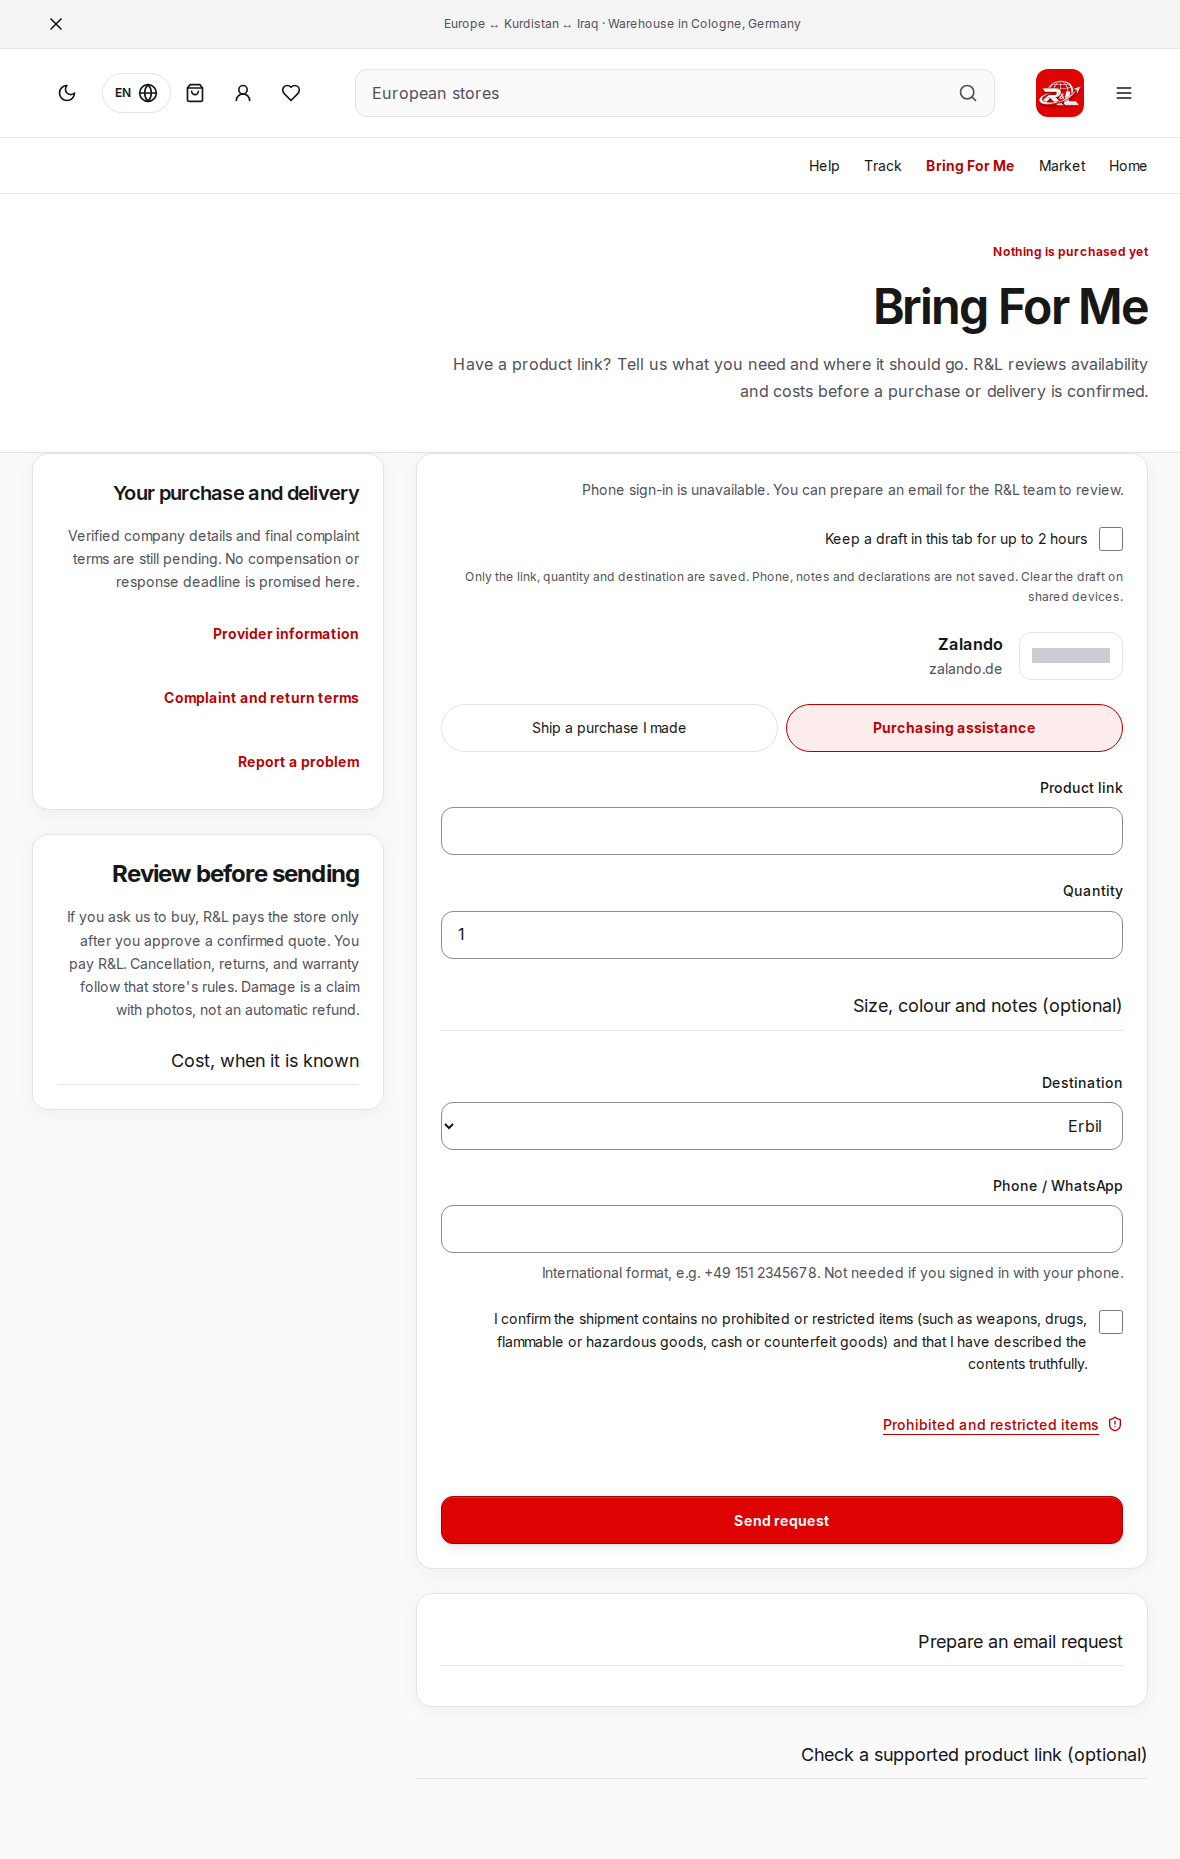 Europe ↔ Kurdistan ↔ Iraq · Warehouse in Cologne, Germany
EN
European stores
R&L
Help
Track
Bring For Me
Market
Home
Nothing is purchased yet
Bring For Me
Have a product link? Tell us what you need and where it should go. R&L reviews availability
and costs before a purchase or delivery is confirmed.
Phone sign-in is unavailable. You can prepare an email for the R&L team to review.
Keep a draft in this tab for up to 2 hours
Only the link, quantity and destination are saved. Phone, notes and declarations are not saved. Clear the draft on
shared devices.
Zalando
zalando.de
Ship a purchase I made
Purchasing assistance
Product link
Quantity
1
Size, colour and notes (optional)
Destination
Erbil
Phone / WhatsApp
International format, e.g. +49 151 2345678. Not needed if you signed in with your phone.
I confirm the shipment contains no prohibited or restricted items (such as weapons, drugs,
flammable or hazardous goods, cash or counterfeit goods) and that I have described the
contents truthfully.
Prohibited and restricted items
Send request
Prepare an email request
Check a supported product link (optional)
Your purchase and delivery
Verified company details and final complaint
terms are still pending. No compensation or
response deadline is promised here.
Provider information
Complaint and return terms
Report a problem
Review before sending
If you ask us to buy, R&L pays the store only
after you approve a confirmed quote. You
pay R&L. Cancellation, returns, and warranty
follow that store's rules. Damage is a claim
with photos, not an automatic refund.
Cost, when it is known